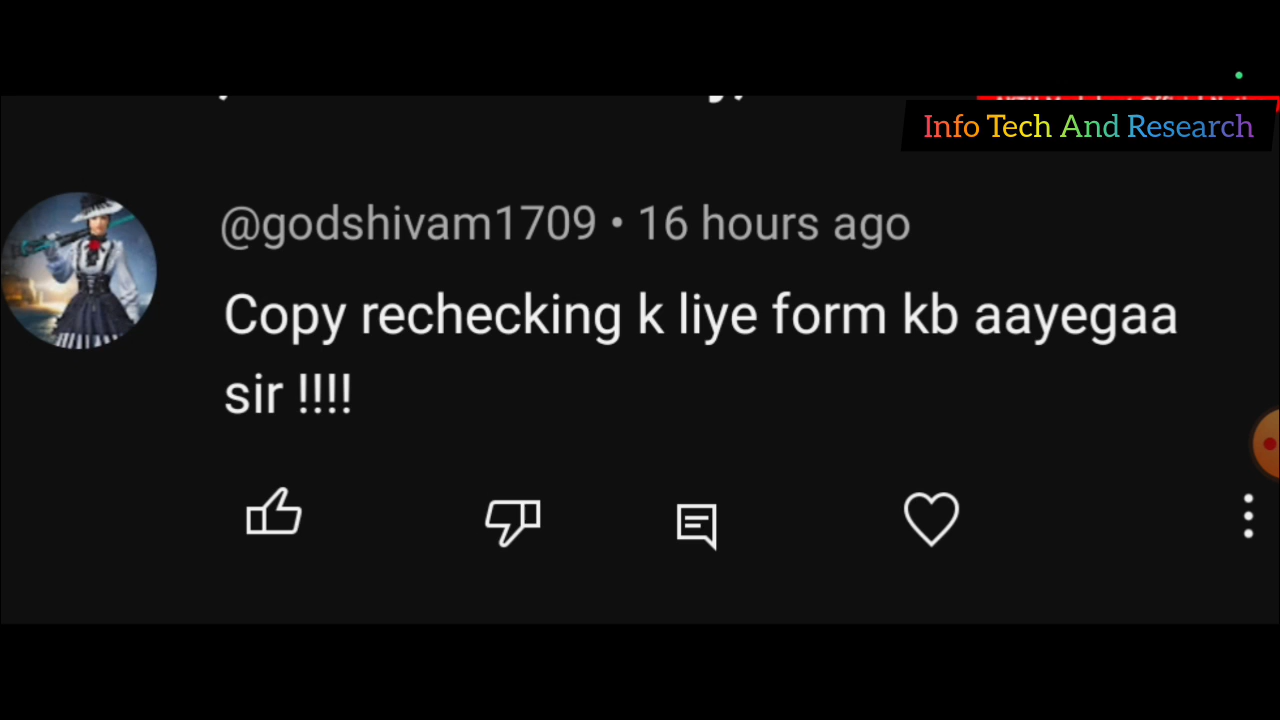 Info Tech And Research
@godshivam1709 • 16 hours ago
Copy rechecking k liye form kb aayegaa
sir !!!!